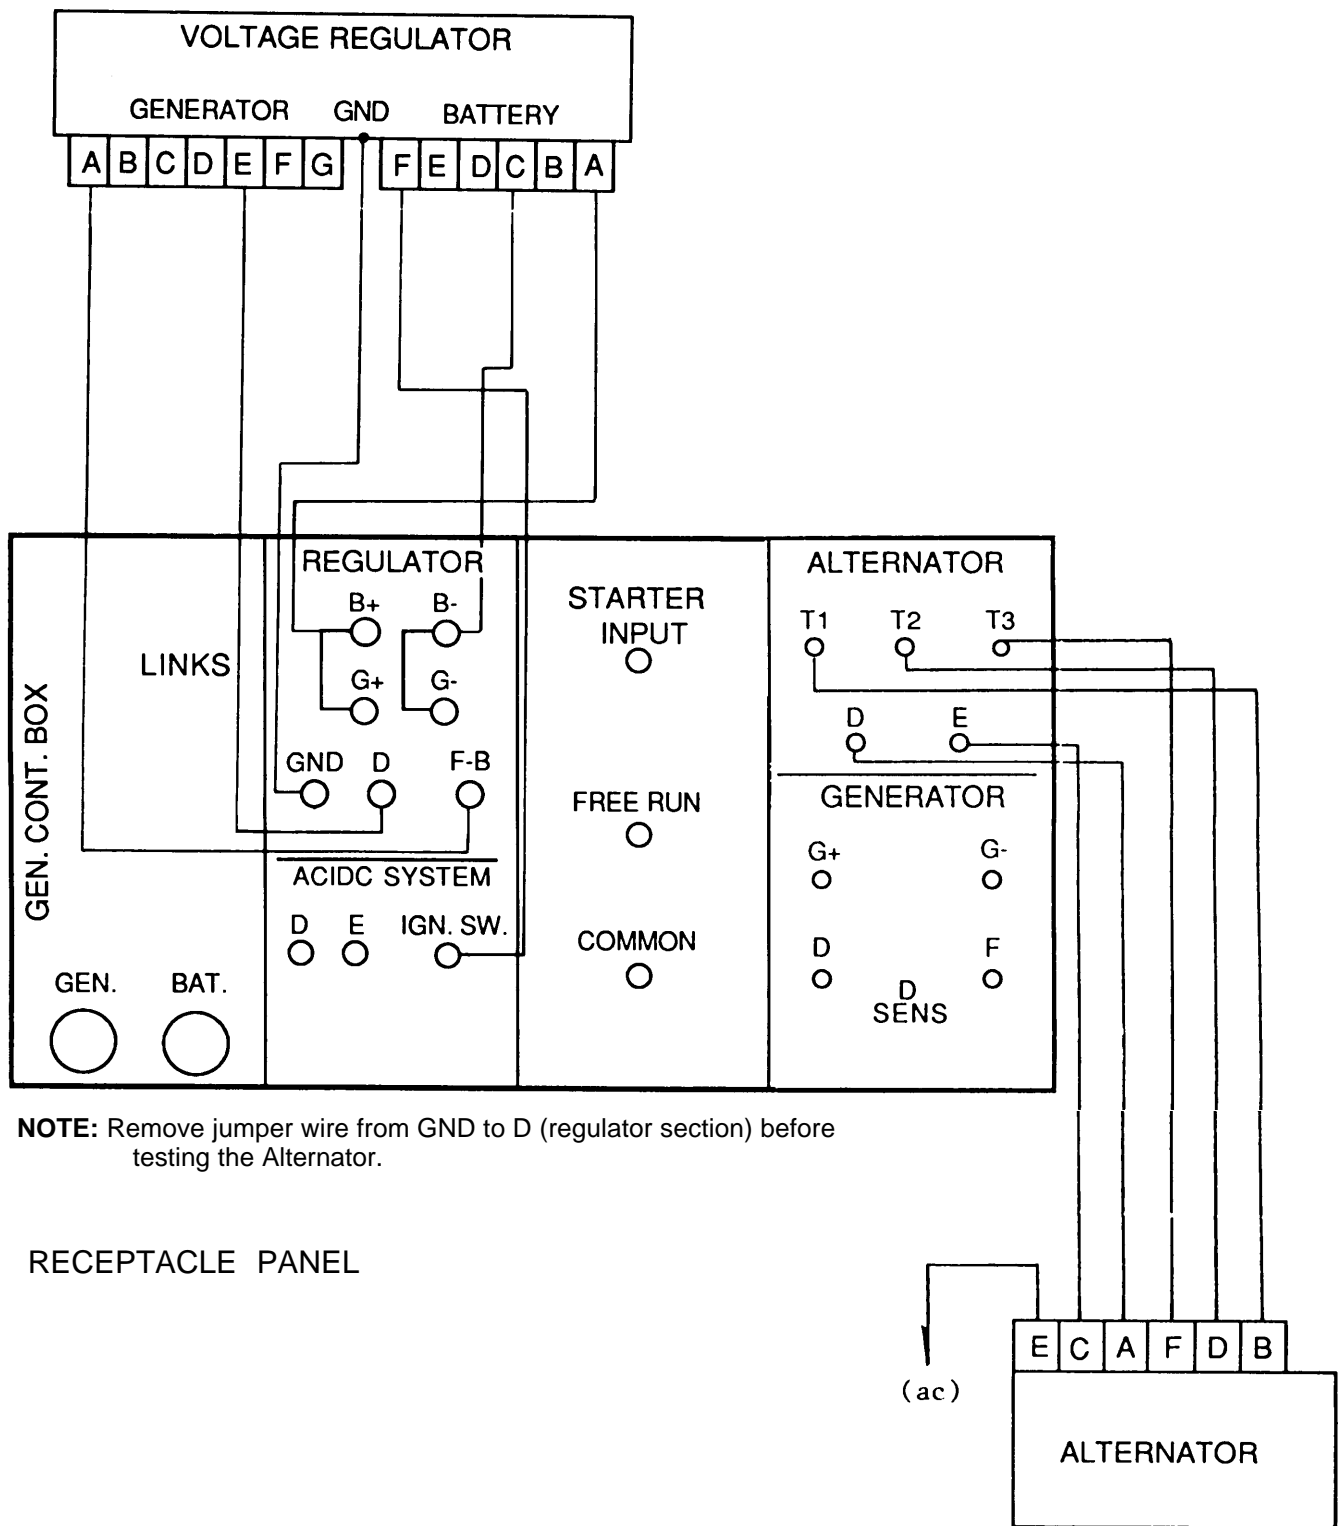 VOLTAGE REGULATOR
GENERATOR GND BATTERY
A B C D E F G F E D C B A
GEN. CONT. BOX
LINKS
GEN. BAT.
REGULATOR
B+ B-
G+ G-
GND D F-B
ACIDC SYSTEM
D E IGN. SW.
STARTER
INPUT
FREE RUN
COMMON
ALTERNATOR
T1 T2 T3
D E
GENERATOR
G+ G-
D F
D
SENS
NOTE: Remove jumper wire from GND to D (regulator section) before
testing the Alternator.
RECEPTACLE PANEL
(ac)
E C A F D B
ALTERNATOR